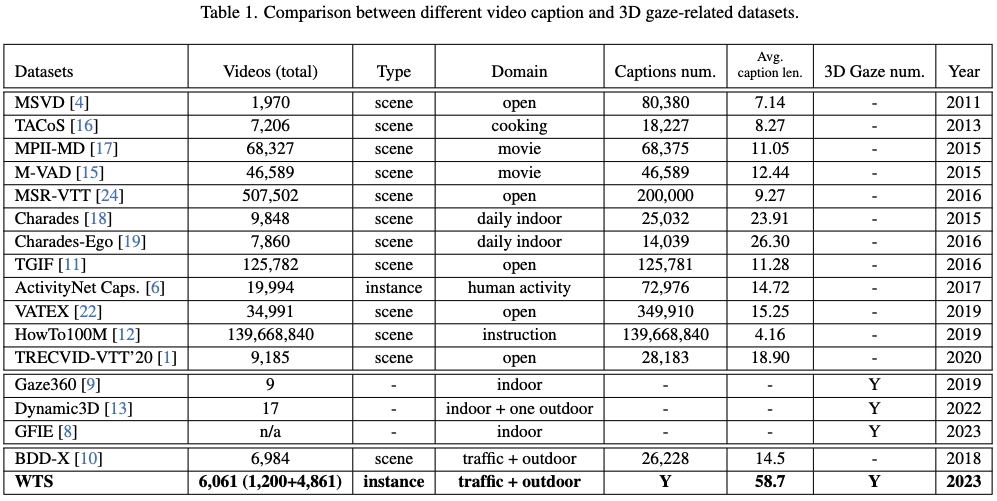 Table 1. Comparison between different video caption and 3D gaze-related datasets.
Datasets Videos (total) Type Domain Captions num. Avg. caption len. 3D Gaze num. Year
MSVD [4] 1,970 scene open 80,380 7.14 - 2011
TACoS [16] 7,206 scene cooking 18,227 8.27 - 2013
MPII-MD [17] 68,327 scene movie 68,375 11.05 - 2015
M-VAD [15] 46,589 scene movie 46,589 12.44 - 2015
MSR-VTT [24] 507,502 scene open 200,000 9.27 - 2016
Charades [18] 9,848 scene daily indoor 25,032 23.91 - 2015
Charades-Ego [19] 7,860 scene daily indoor 14,039 26.30 - 2016
TGIF [11] 125,782 scene open 125,781 11.28 - 2016
ActivityNet Caps. [6] 19,994 instance human activity 72,976 14.72 - 2017
VATEX [22] 34,991 scene open 349,910 15.25 - 2019
HowTo100M [12] 139,668,840 scene instruction 139,668,840 4.16 - 2019
TRECVID-VTT'20 [1] 9,185 scene open 28,183 18.90 - 2020
Gaze360 [9] 9 - indoor - - Y 2019
Dynamic3D [13] 17 - indoor + one outdoor - - Y 2022
GFIE [8] n/a - indoor - - Y 2023
BDD-X [10] 6,984 scene traffic + outdoor 26,228 14.5 - 2018
WTS 6,061 (1,200+4,861) instance traffic + outdoor Y 58.7 Y 2023